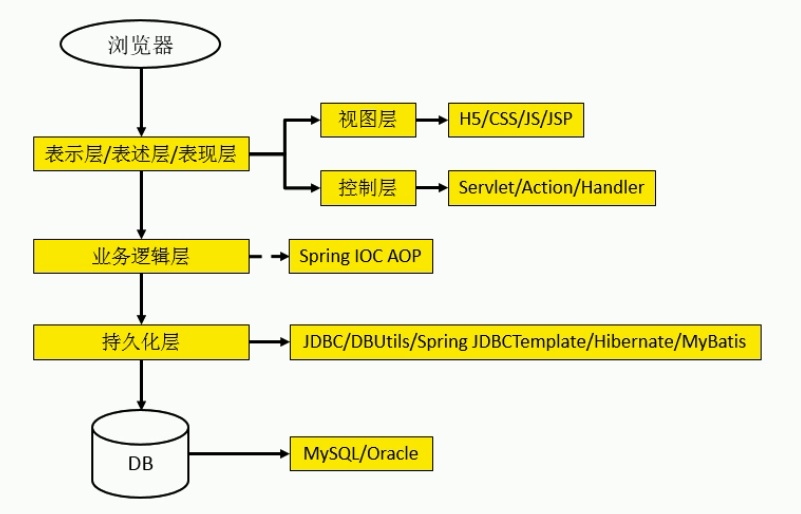 浏览器
表示层/表述层/表现层
视图层
H5/CSS/JS/JSP
控制层
Servlet/Action/Handler
业务逻辑层
Spring IOC AOP
持久化层
JDBC/DBUtils/Spring JDBCTemplate/Hibernate/MyBatis
DB
MySQL/Oracle